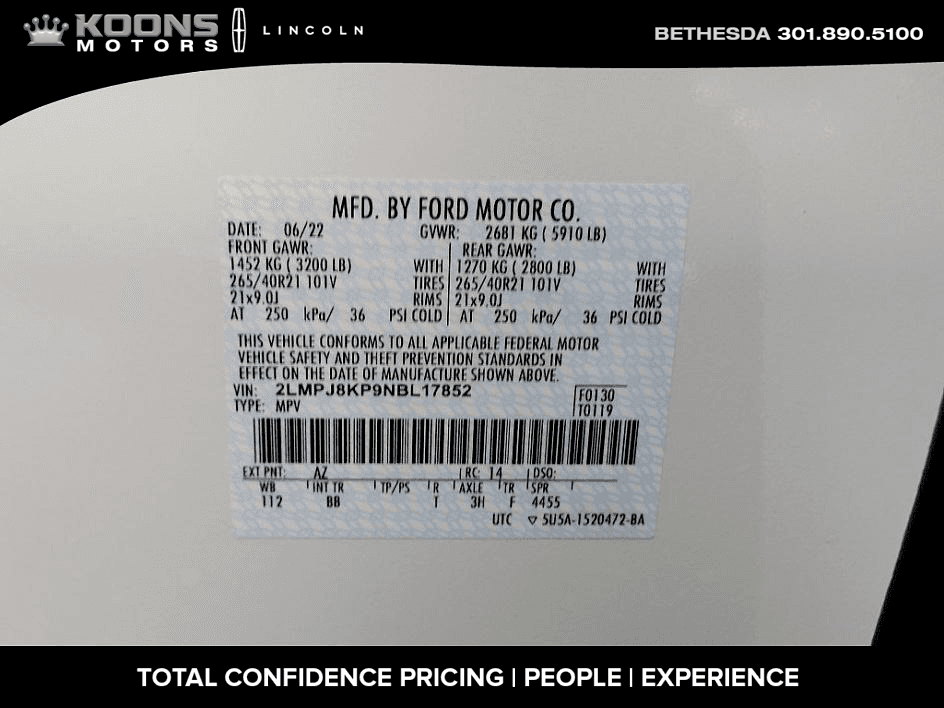 KOONS
MOTORS
LINCOLN
BETHESDA 301.890.5100
MFD. BY FORD MOTOR CO.
DATE: 06/22 GVWR: 2681 KG ( 5910 LB)
FRONT GAWR: REAR GAWR:
1452 KG ( 3200 LB) WITH 1270 KG ( 2800 LB) WITH
265/40R21 101V TIRES 265/40R21 101V TIRES
21x9.0J RIMS 21x9.0J RIMS
AT 250 kPa/ 36 PSI COLD AT 250 kPa/ 36 PSI COLD
THIS VEHICLE CONFORMS TO ALL APPLICABLE FEDERAL MOTOR
VEHICLE SAFETY AND THEFT PREVENTION STANDARDS IN
EFFECT ON THE DATE OF MANUFACTURE SHOWN ABOVE.
VIN: 2LMPJ8KP9NBL17852
F0130
TYPE: MPV T0119
EXT PNT: AZ RC: 14 DSO:
WB INT TR TP/PS R AXLE TR SPR
112 BB T 3H F 4455
UTC ▽ 5U5A-1520472-BA
TOTAL CONFIDENCE PRICING | PEOPLE | EXPERIENCE